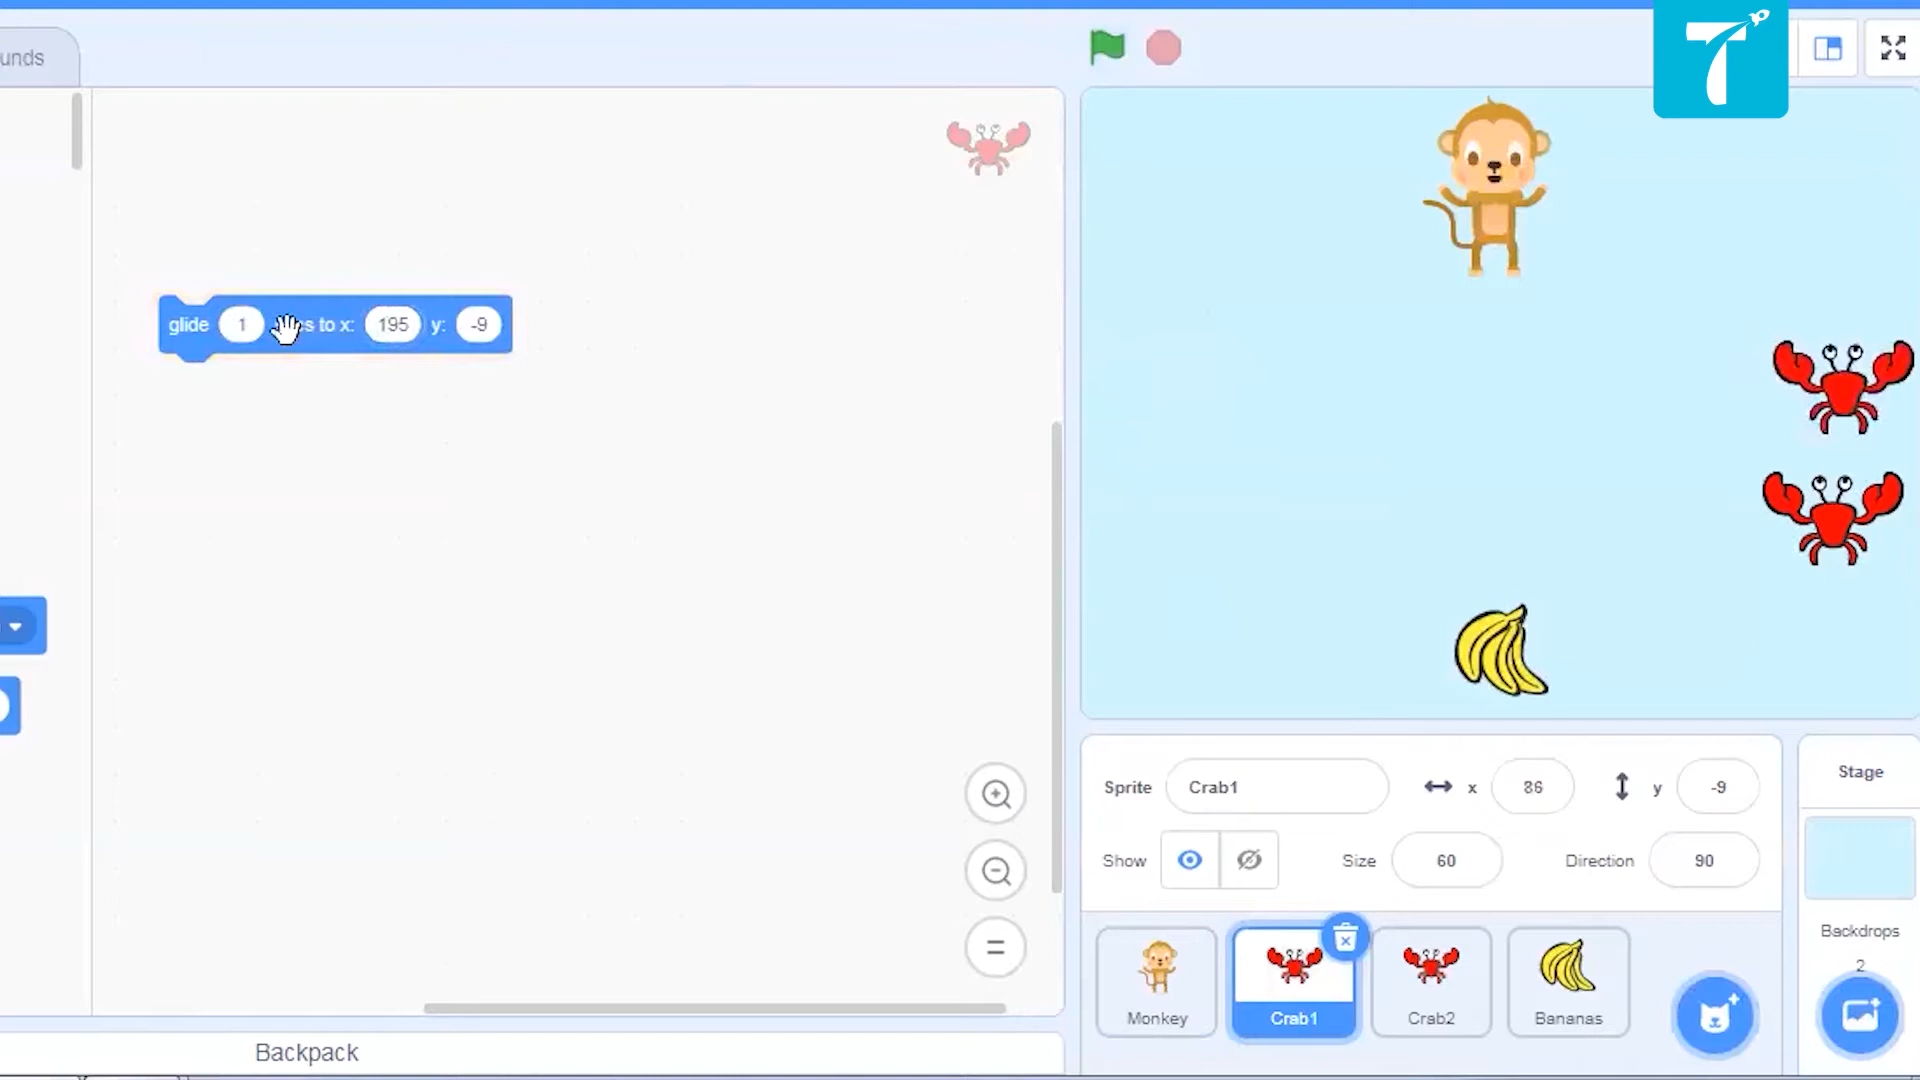 unds
glide 1 s to x: 195 y: -9
Sprite Crab1 x 86 y -9
Show Size 60 Direction 90
Stage
Backdrops
2
Monkey Crab1 Crab2 Bananas
Backpack